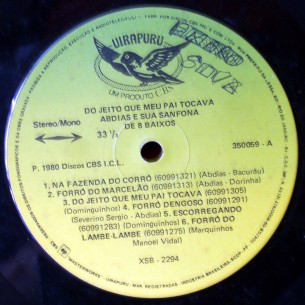 UIRAPURU
UM PRODUTO CBS
DO JEITO QUE MEU PAI TOCAVA
ABDIAS E SUA SANFONA
DE 8 BAIXOS
Stereo/Mono
33 ⅓
350059 - A
P. 1980 Discos CBS I.C.L.
1. NA FAZENDA DO CORRÓ (60991321) (Abdias - Bacurau)
2. FORRÓ DO MARCELÃO (60991313) (Abdias - Dorinha)
3. DO JEITO QUE MEU PAI TOCAVA (60991305)
(Dominguinhos) 4. FORRÓ DENGOSO (60991291)
(Severino Sergio - Abdias) 5. ESCORREGANDO
(60991283) (Dominguinhos) 6. FORRÓ DO
LAMBE-LAMBE (60991275) (Marquinhos
Manoel Vidal)
XSB - 2294